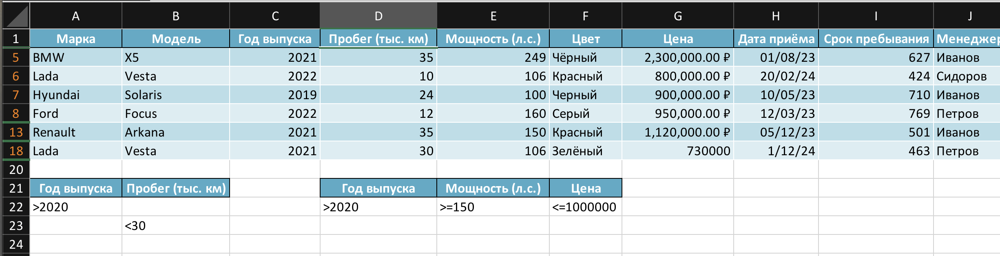 A B C D E F G H I J
1 Марка Модель Год выпуска Пробег (тыс. км) Мощность (л.с.) Цвет Цена Дата приёма Срок пребывания Менеджер
5 BMW X5 2021 35 249 Чёрный 2,300,000.00 ₽ 01/08/23 627 Иванов
6 Lada Vesta 2022 10 106 Красный 800,000.00 ₽ 20/02/24 424 Сидоров
7 Hyundai Solaris 2019 24 100 Черный 900,000.00 ₽ 10/05/23 710 Иванов
8 Ford Focus 2022 12 160 Серый 950,000.00 ₽ 12/03/23 769 Петров
13 Renault Arkana 2021 35 150 Красный 1,120,000.00 ₽ 05/12/23 501 Иванов
18 Lada Vesta 2021 30 106 Зелёный 730000 1/12/24 463 Петров
20
21 Год выпуска Пробег (тыс. км) Год выпуска Мощность (л.с.) Цена
22 >2020 >2020 >=150 <=1000000
23 <30
24